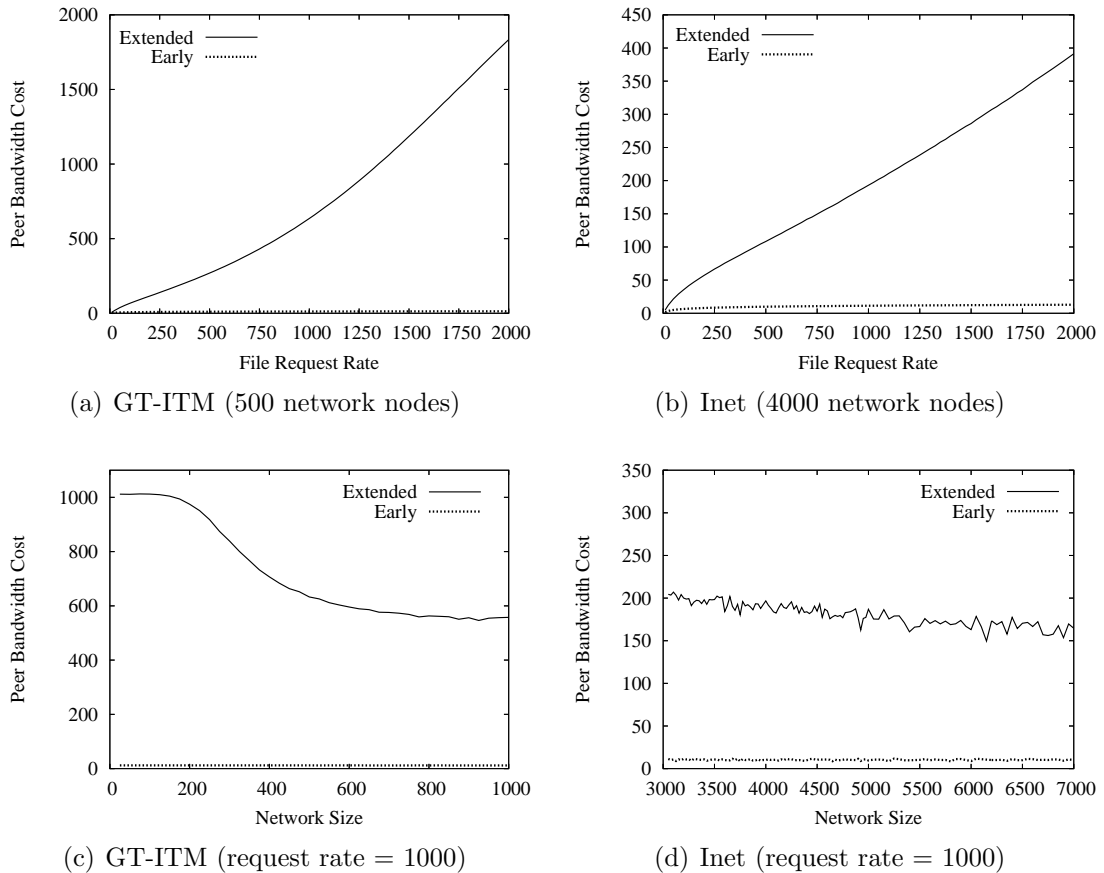 2000
1500
1000
500
0
Peer Bandwidth Cost
Extended
Early
0 250 500 750 1000 1250 1500 1750 2000
File Request Rate
(a) GT-ITM (500 network nodes)
450
400
350
300
250
200
150
100
50
0
Peer Bandwidth Cost
Extended
Early
0 250 500 750 1000 1250 1500 1750 2000
File Request Rate
(b) Inet (4000 network nodes)
1000
800
600
400
200
0
Peer Bandwidth Cost
Extended
Early
0 200 400 600 800 1000
Network Size
(c) GT-ITM (request rate = 1000)
350
300
250
200
150
100
50
0
Peer Bandwidth Cost
Extended
Early
3000 3500 4000 4500 5000 5500 6000 6500 7000
Network Size
(d) Inet (request rate = 1000)